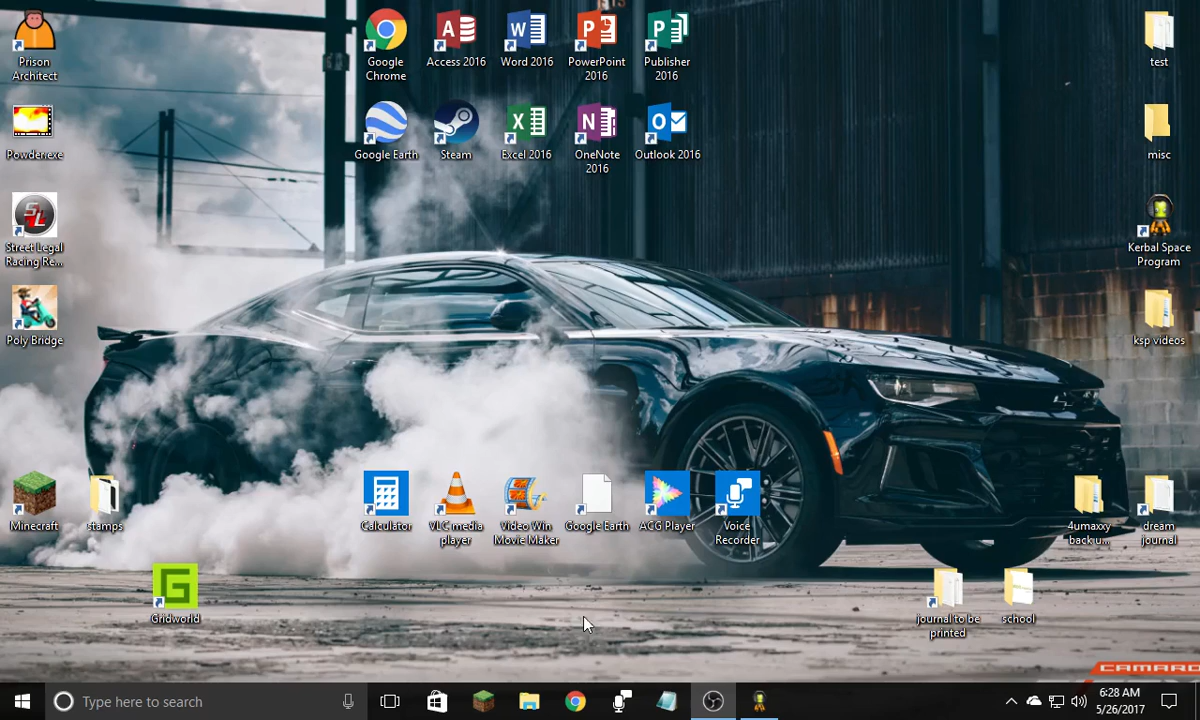 Prison
Architect
Google
Chrome
Access 2016
Word 2016
PowerPoint
2016
Publisher
2016
test
Powder.exe
Google Earth
Steam
Excel 2016
OneNote
2016
Outlook 2016
misc
Street Legal
Racing Re...
Kerbal Space
Program
Poly Bridge
ksp videos
Minecraft
stamps
Calculator
VLC media
player
Video Win
Movie Maker
Google Earth
ACG Player
Voice
Recorder
4umaxxy
back u...
dream
journal
Gridworld
journal to be
printed
school
CAMARO
Type here to search
6:28 AM
5/26/2017